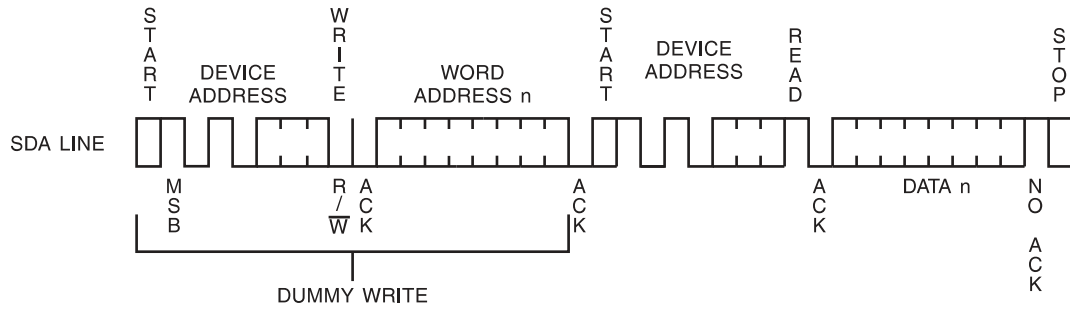 START
DEVICE
ADDRESS
WRITE
WORD
ADDRESS n
START
DEVICE
ADDRESS
READ
STOP
SDA LINE
MSB
R/W
ACK
ACK
ACK
DATA n
NO ACK
DUMMY WRITE